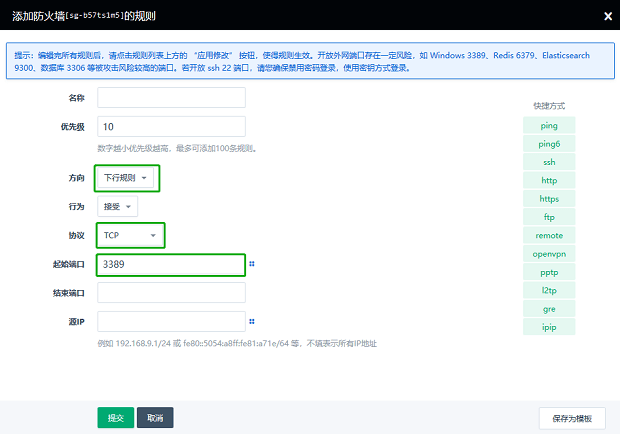 添加防火墙[sg-b57ts1m5]的规则
提示：编辑完所有规则后，请点击规则列表上方的 “应用修改” 按钮，使得规则生效。开放外网端口存在一定风险，如 Windows 3389、Redis 6379、Elasticsearch
9300、数据库 3306 等被攻击风险较高的端口。若开放 ssh 22 端口，请您确保禁用密码登录，使用密钥方式登录。
名称
优先级 10
数字越小优先级越高，最多可添加100条规则。
方向 下行规则
行为 接受
协议 TCP
起始端口 3389
结束端口
源IP
例如 192.168.9.1/24 或 fe80::5054:a8ff:fe81:a71e/64 等，不填表示所有IP地址
快捷方式
ping
ping6
ssh
http
https
ftp
remote
openvpn
pptp
l2tp
gre
ipip
提交 取消
保存为模板